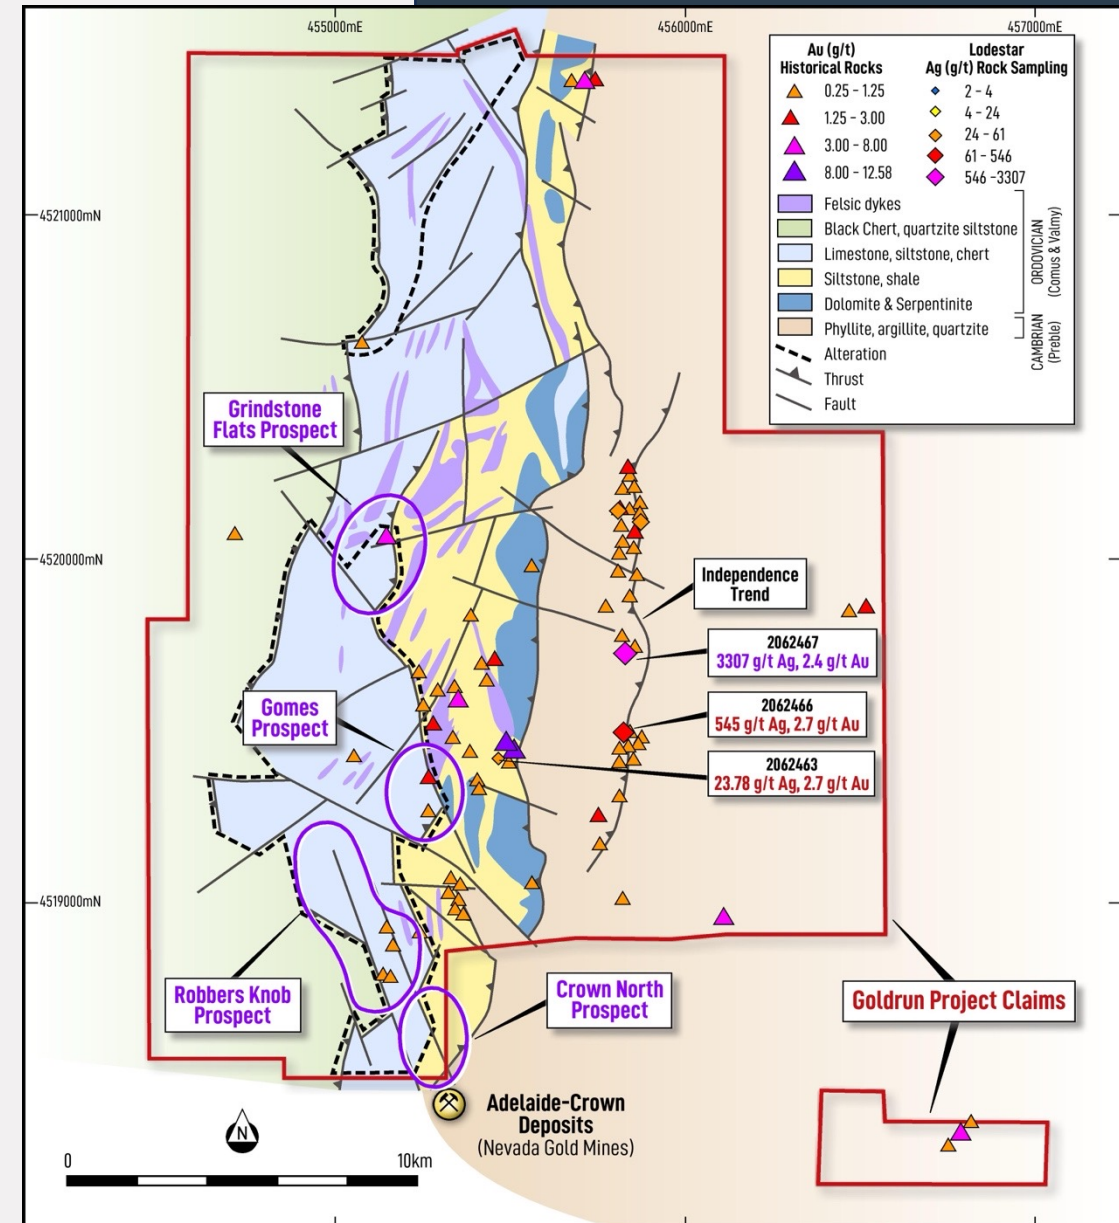 455000mE
456000mE
457000mE
4521000mN
4520000mN
4519000mN
Au (g/t)
Historical Rocks
0.25 – 1.25
1.25 – 3.00
3.00 – 8.00
8.00 – 12.58
Lodestar
Ag (g/t) Rock Sampling
2 – 4
4 – 24
24 – 61
61 – 546
546 –3307
Felsic dykes
Black Chert, quartzite siltstone
Limestone, siltstone, chert
Siltstone, shale
Dolomite & Serpentinite
Phyllite, argillite, quartzite
Alteration
Thrust
Fault
ORDOVICIAN
(Comus & Valmy)
CAMBRIAN
(Preble)
Grindstone
Flats Prospect
Independence
Trend
2062467
3307 g/t Ag, 2.4 g/t Au
2062466
545 g/t Ag, 2.7 g/t Au
2062463
23.78 g/t Ag, 2.7 g/t Au
Gomes
Prospect
Robbers Knob
Prospect
Crown North
Prospect
Goldrun Project Claims
Adelaide-Crown
Deposits
(Nevada Gold Mines)
N
0
10km